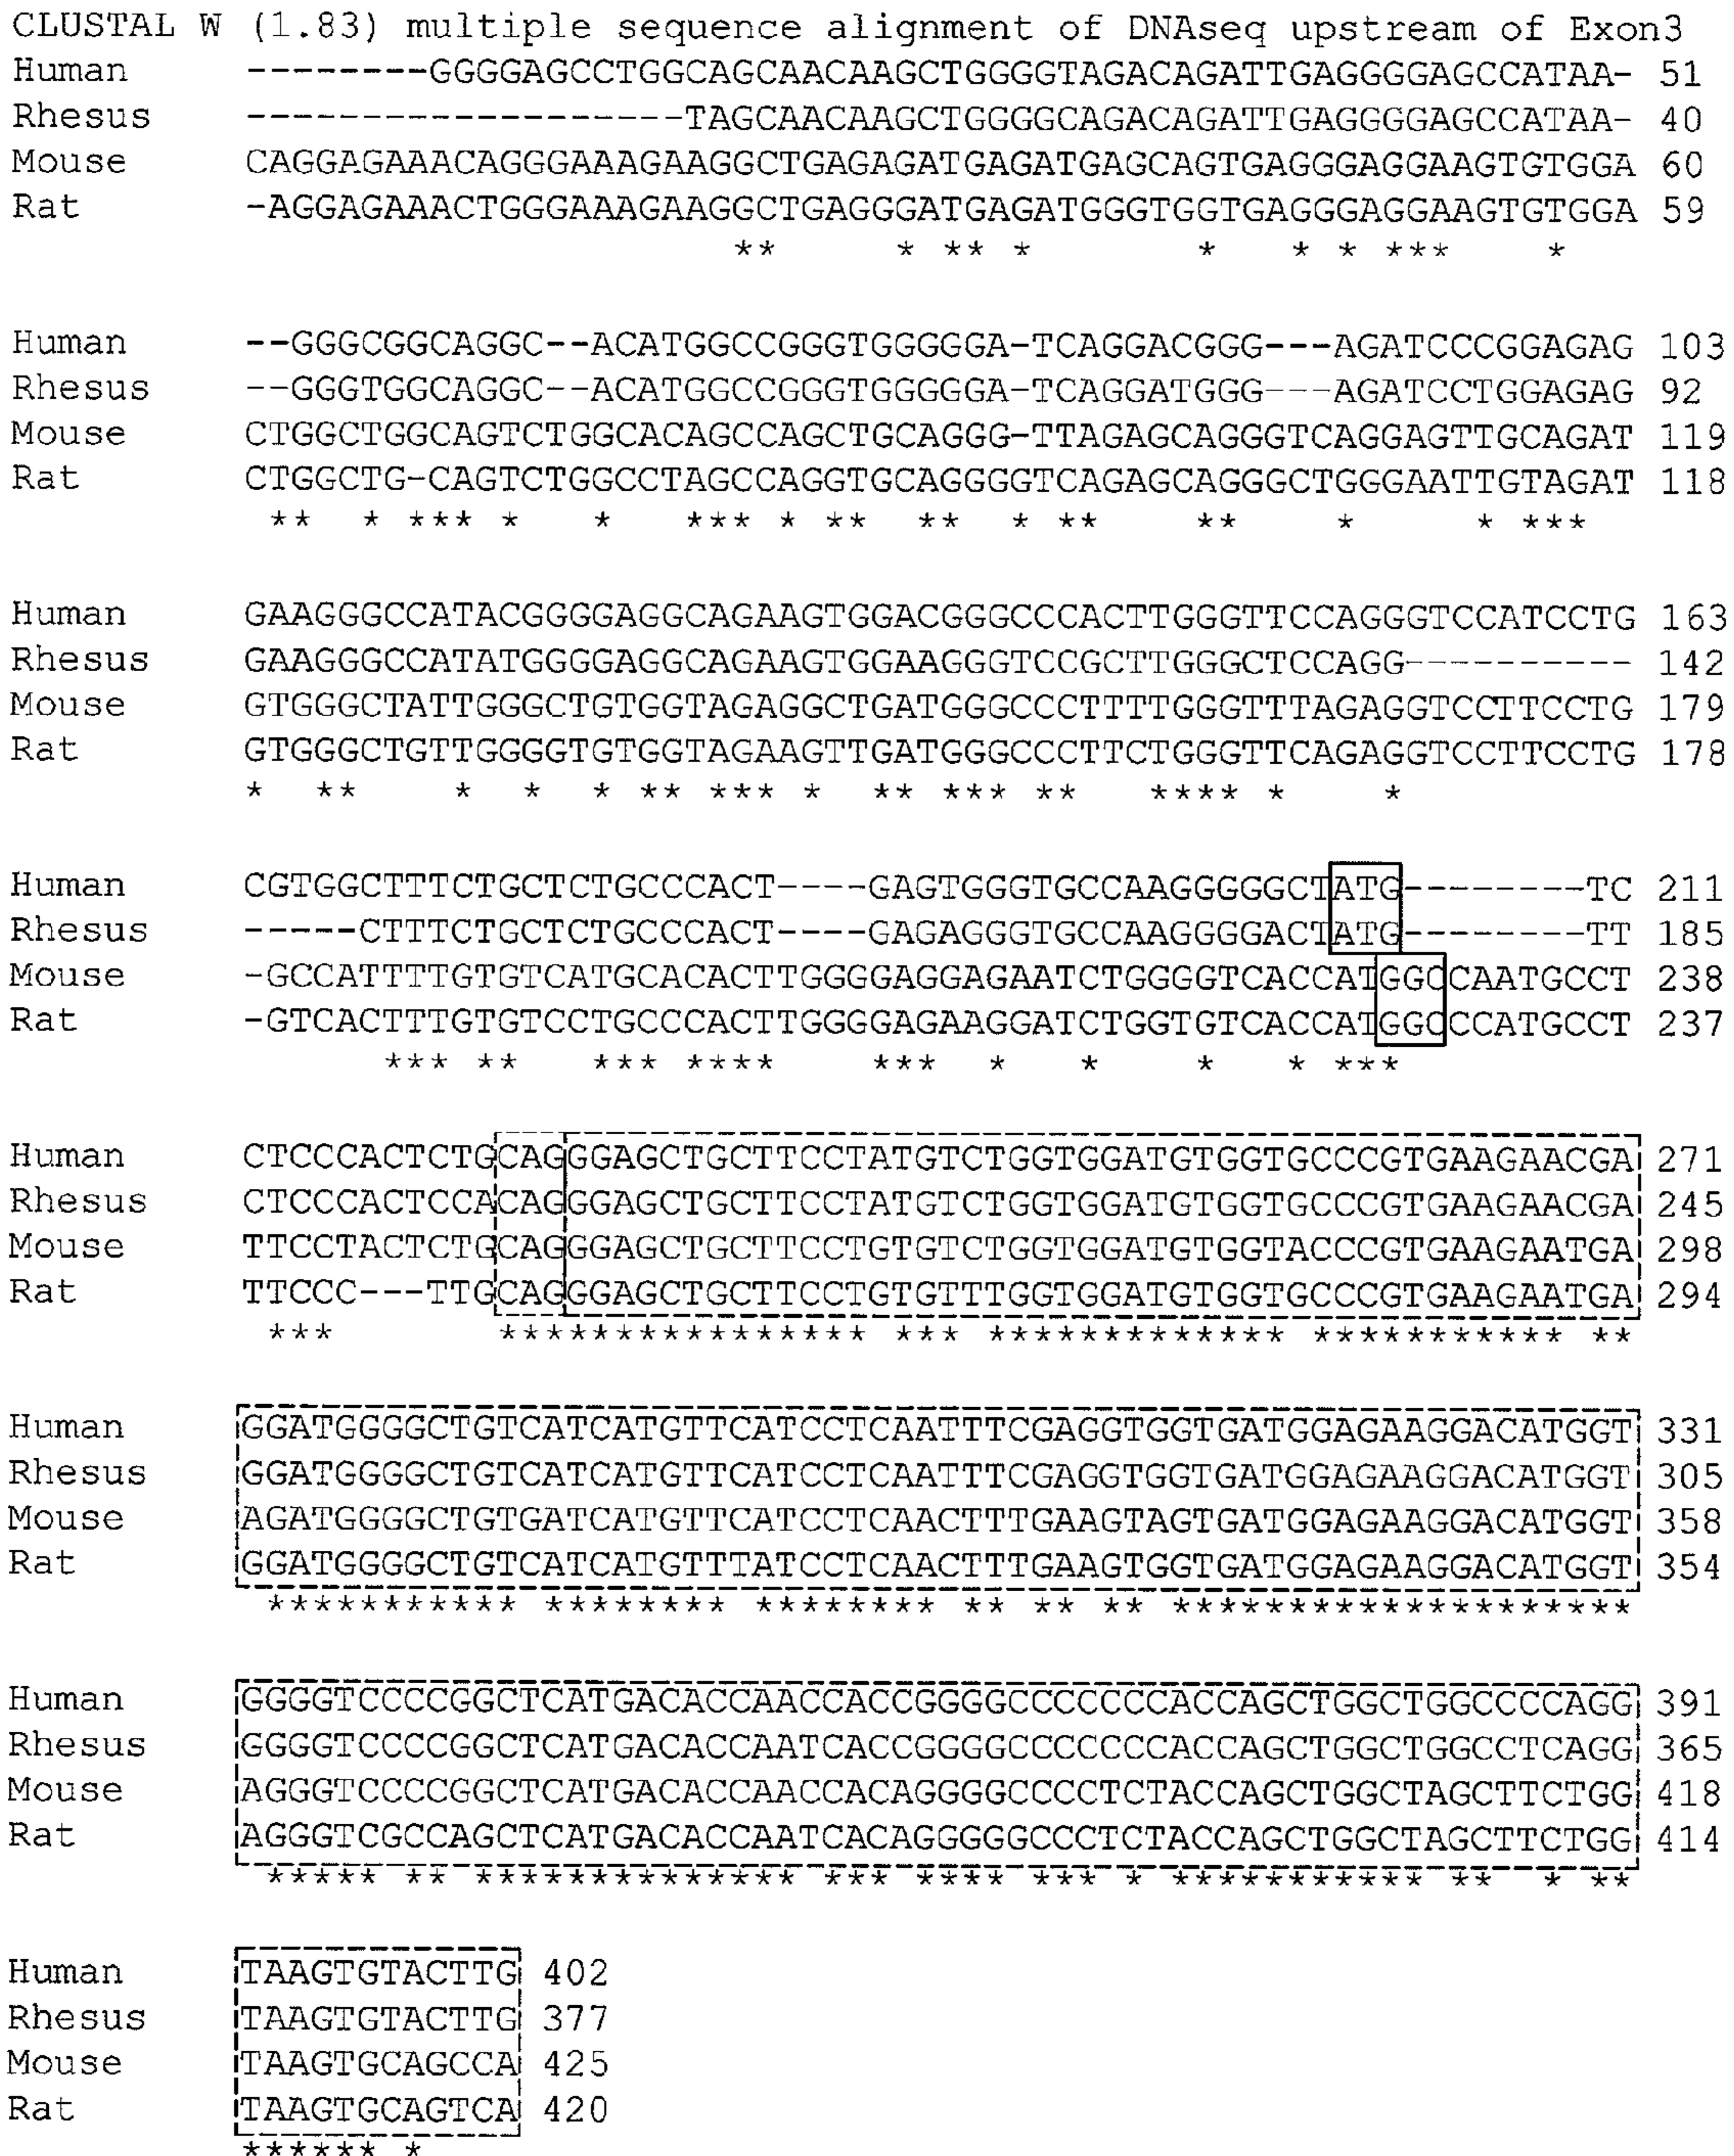 CLUSTAL W (1.83) multiple sequence alignment of DNAseq upstream of Exon3
Human --------GGGGAGCCTGGCAGCAACAAGCTGGGGTAGACAGATTGAGGGGAGCCATAA- 51
Rhesus -------------------TAGCAACAAGCTGGGGCAGACAGATTGAGGGGAGCCATAA- 40
Mouse CAGGAGAAACAGGGAAAGAAGGCTGAGAGATGAGATGAGCAGTGAGGGAGGAAGTGTGGA 60
Rat -AGGAGAAACTGGGAAAGAAGGCTGAGGGATGAGATGGGTGGTGAGGGAGGAAGTGTGGA 59
** * ** * * * * *** *
Human --GGGCGGCAGGC--ACATGGCCGGGTGGGGGA-TCAGGACGGG---AGATCCCGGAGAG 103
Rhesus --GGGTGGCAGGC--ACATGGCCGGGTGGGGGA-TCAGGATGGG---AGATCCTGGAGAG 92
Mouse CTGGCTGGCAGTCTGGCACAGCCAGCTGCAGGG-TTAGAGCAGGGTCAGGAGTTGCAGAT 119
Rat CTGGCTG-CAGTCTGGCCTAGCCAGGTGCAGGGGTCAGAGCAGGGCTGGGAATTGTAGAT 118
** * *** * * *** * ** ** * ** ** * * ***
Human GAAGGGCCATACGGGGAGGCAGAAGTGGACGGGCCCACTTGGGTTCCAGGGTCCATCCTG 163
Rhesus GAAGGGCCATATGGGGAGGCAGAAGTGGAAGGGTCCGCTTGGGCTCCAGG---------- 142
Mouse GTGGGCTATTGGGCTGTGGTAGAGGCTGATGGGCCCTTTTGGGTTTAGAGGTCCTTCCTG 179
Rat GTGGGCTGTTGGGGTGTGGTAGAAGTTGATGGGCCCTTCTGGGTTCAGAGGTCCTTCCTG 178
* ** * * * ** *** * ** *** ** **** * *
Human CGTGGCTTTCTGCTCTGCCCACT----GAGTGGGTGCCAAGGGGGCTATG--------TC 211
Rhesus -----CTTTCTGCTCTGCCCACT----GAGAGGGTGCCAAGGGGACTATG--------TT 185
Mouse -GCCATTTTGTGTCATGCACACTTGGGGAGGAGAATCTGGGGTCACCATGGCCAATGCCT 238
Rat -GTCACTTTGTGTCCTGCCCACTTGGGGAGAAGGATCTGGTGTCACCATGGCCCATGCCT 237
*** ** *** **** *** * * * * ***
Human CTCCCACTCTGCAGGGAGCTGCTTCCTATGTCTGGTGGATGTGGTGCCCGTGAAGAACGA 271
Rhesus CTCCCACTCCACAGGGAGCTGCTTCCTATGTCTGGTGGATGTGGTGCCCGTGAAGAACGA 245
Mouse TTCCTACTCTGCAGGGAGCTGCTTCCTGTGTCTGGTGGATGTGGTACCCGTGAAGAATGA 298
Rat TTCCC---TTGCAGGGAGCTGCTTCCTGTGTTTGGTGGATGTGGTGCCCGTGAAGAATGA 294
*** **************** *** ************* *********** **
Human GGATGGGGCTGTCATCATGTTCATCCTCAATTTCGAGGTGGTGATGGAGAAGGACATGGT 331
Rhesus GGATGGGGCTGTCATCATGTTCATCCTCAATTTCGAGGTGGTGATGGAGAAGGACATGGT 305
Mouse AGATGGGGCTGTGATCATGTTCATCCTCAACTTTGAAGTAGTGATGGAGAAGGACATGGT 358
Rat GGATGGGGCTGTCATCATGTTTATCCTCAACTTTGAAGTGGTGATGGAGAAGGACATGGT 354
*********** ******** ******** ** ** ** ********************
Human GGGGTCCCCGGCTCATGACACCAACCACCGGGGCCCCCCCACCAGCTGGCTGGCCCCAGG 391
Rhesus GGGGTCCCCGGCTCATGACACCAATCACCGGGGCCCCCCCACCAGCTGGCTGGCCTCAGG 365
Mouse AGGGTCCCCGGCTCATGACACCAACCACAGGGGCCCCTCTACCAGCTGGCTAGCTTCTGG 418
Rat AGGGTCGCCAGCTCATGACACCAATCACAGGGGGCCCTCTACCAGCTGGCTAGCTTCTGG 414
***** ** ************** *** **** *** * *********** ** * **
Human TAAGTGTACTTG 402
Rhesus TAAGTGTACTTG 377
Mouse TAAGTGCAGCCA 425
Rat TAAGTGCAGTCA 420
****** *